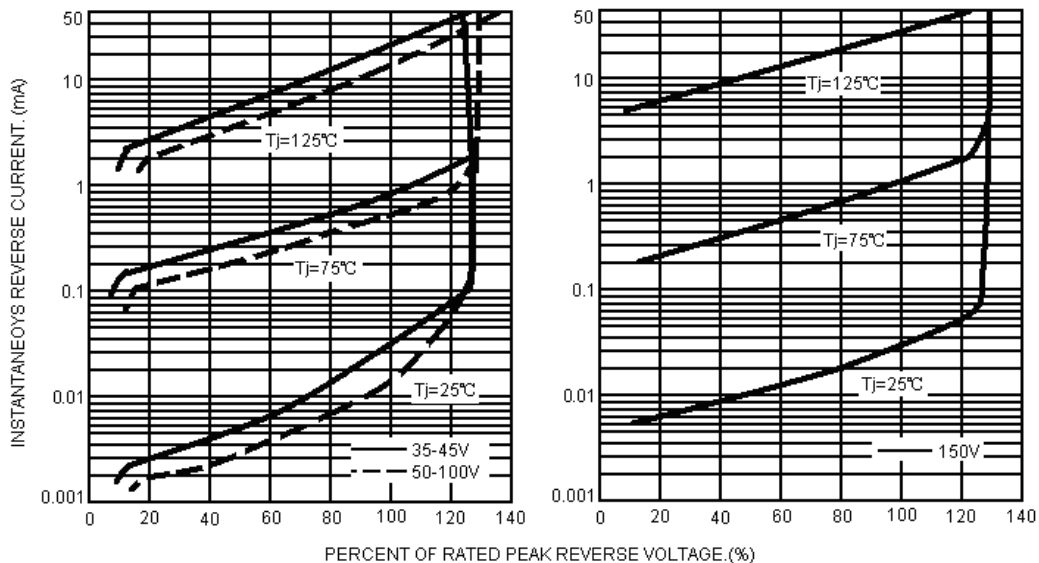 INSTANTANEOYS REVERSE CURRENT. (mA)
50
10
1
0.1
0.01
0.001
Tj=125℃
Tj=75℃
Tj=25℃
35-45V
50-100V
0 20 40 60 80 100 120 140
50
10
1
0.1
0.01
0.001
Tj=125℃
Tj=75℃
Tj=25℃
150V
0 20 40 60 80 100 120 140
PERCENT OF RATED PEAK REVERSE VOLTAGE.(%)